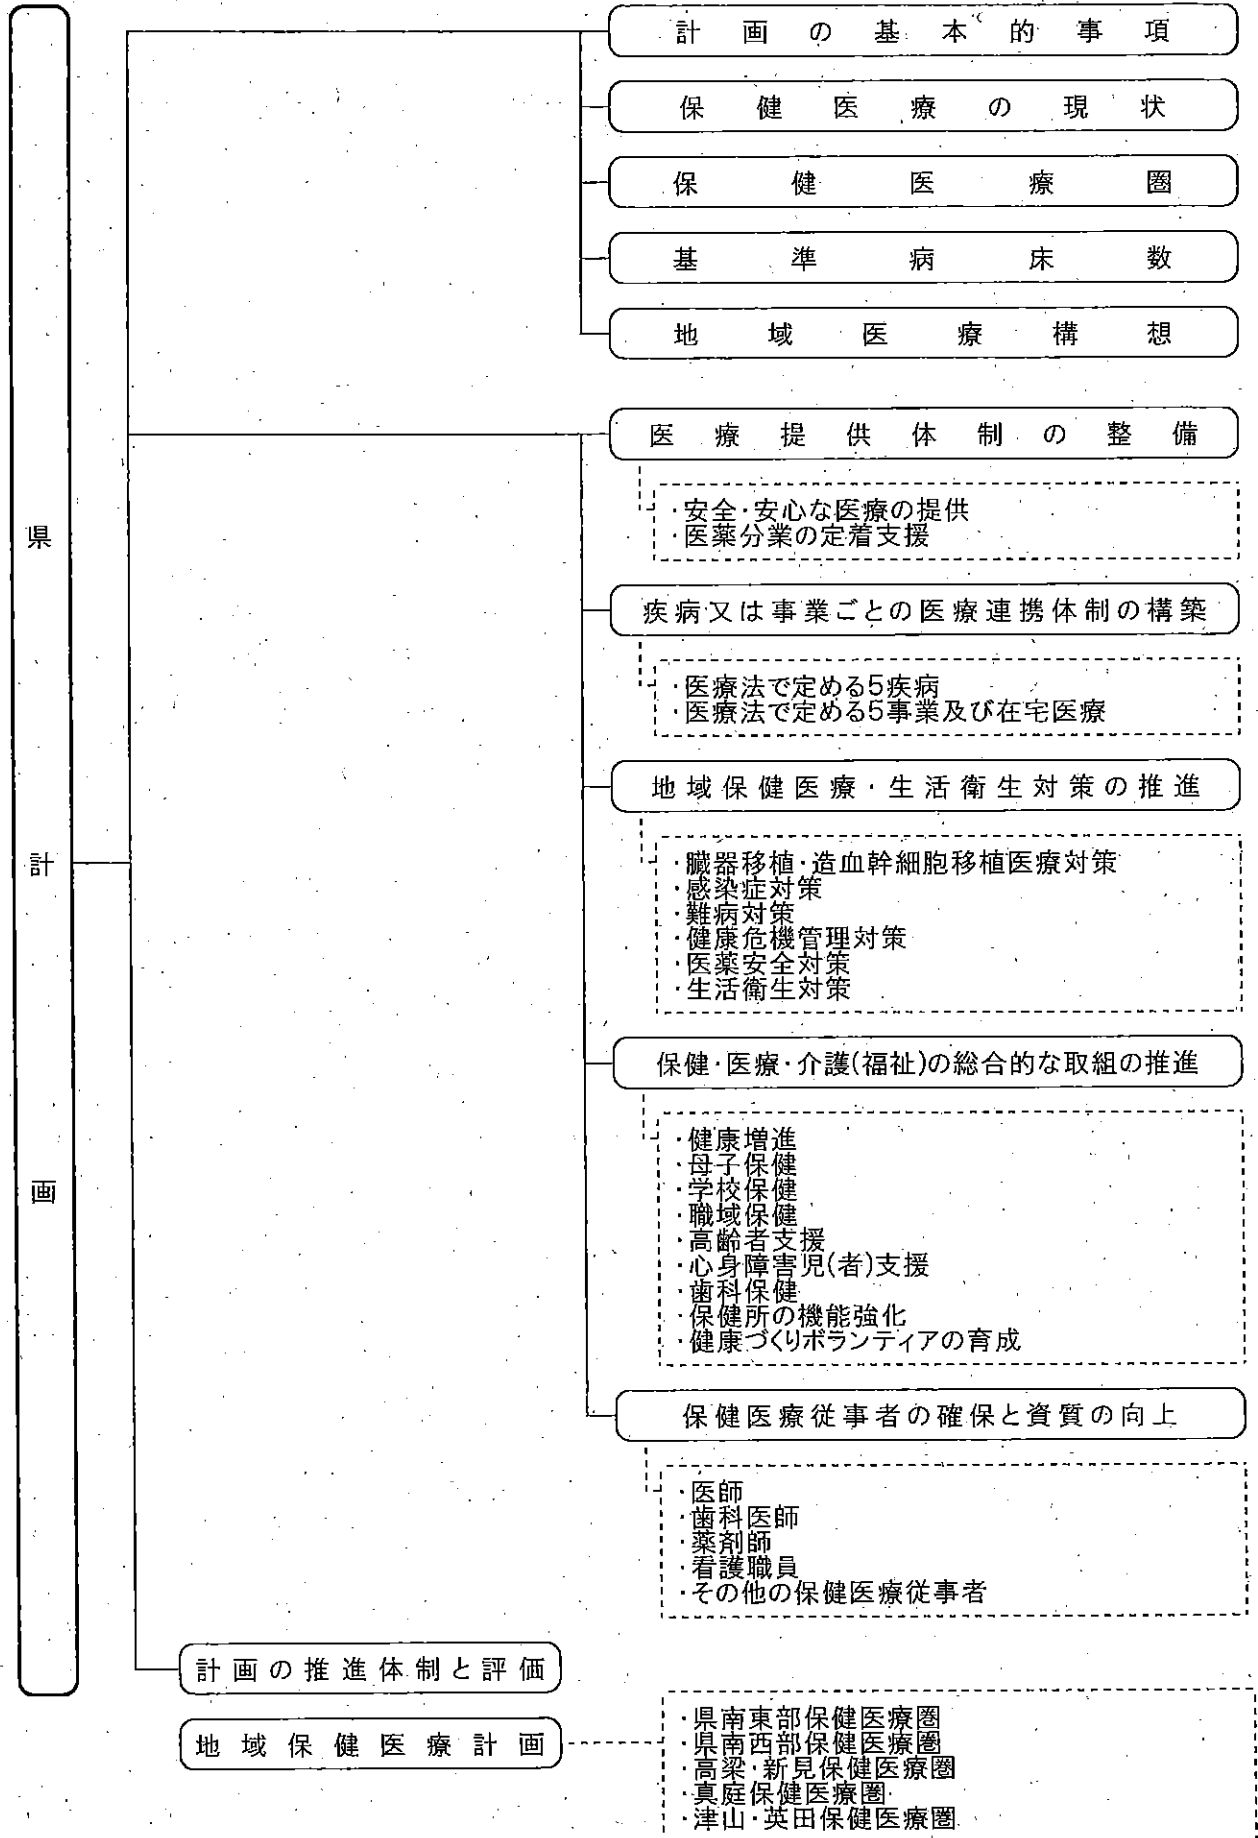 県計画
計画の基本的事項
保健医療の現状
保健医療圏
基準病床数
地域医療構想
医療提供体制の整備
・安全・安心な医療の提供
・医薬分業の定着支援
疾病又は事業ごとの医療連携体制の構築
・医療法で定める5疾病
・医療法で定める5事業及び在宅医療
地域保健医療・生活衛生対策の推進
・臓器移植・造血幹細胞移植医療対策
・感染症対策
・難病対策
・健康危機管理対策
・医薬安全対策
・生活衛生対策
保健・医療・介護(福祉)の総合的な取組の推進
・健康増進
・母子保健
・学校保健
・職域保健
・高齢者支援
・心身障害児(者)支援
・歯科保健
・保健所の機能強化
・健康づくりボランティアの育成
保健医療従事者の確保と資質の向上
・医師
・歯科医師
・薬剤師
・看護職員
・その他の保健医療従事者
計画の推進体制と評価
地域保健医療計画
・県南東部保健医療圏
・県南西部保健医療圏
・高梁・新見保健医療圏
・真庭保健医療圏
・津山・英田保健医療圏